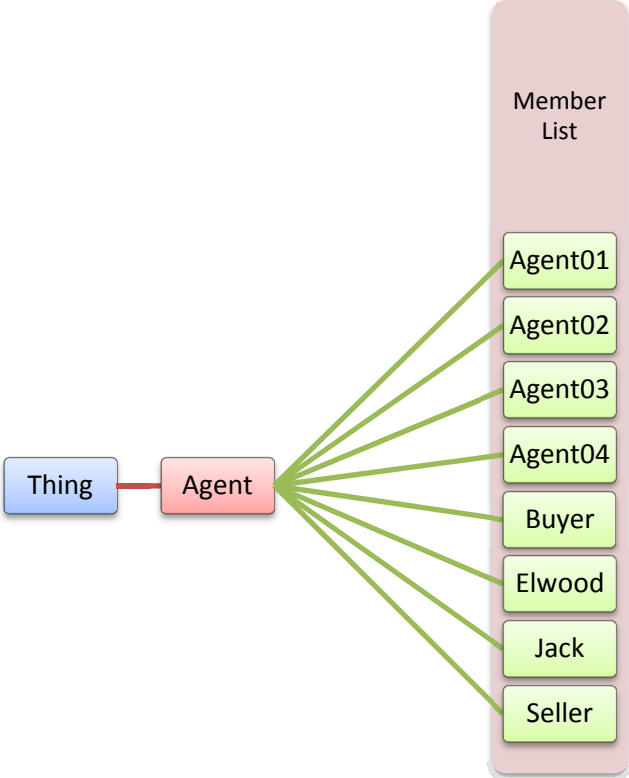 Member
List
Agent01
Agent02
Agent03
Agent04
Thing
Agent
Buyer
Elwood
Jack
Seller